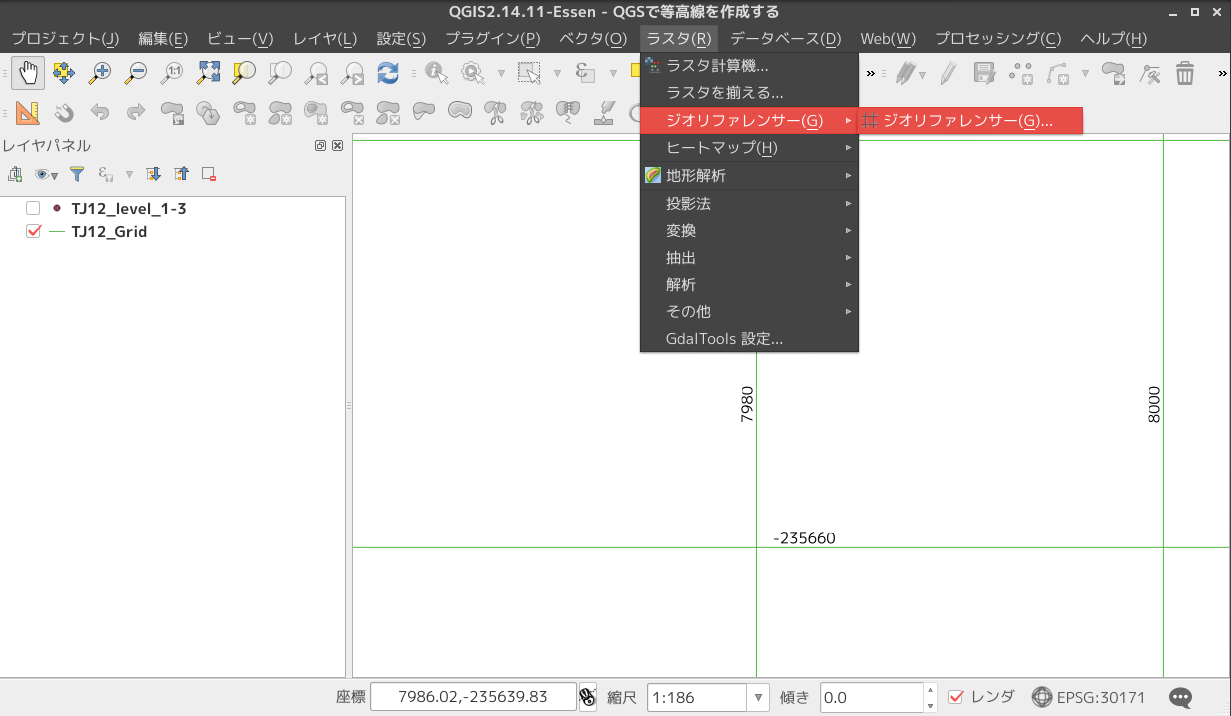 QGIS2.14.11-Essen - QGSで等高線を作成する
プロジェクト(J) 編集(E) ビュー(V) レイヤ(L) 設定(S) プラグイン(P) ベクタ(O) ラスタ(R) データベース(D) Web(W) プロセッシング(C) ヘルプ(H)
ラスタ計算機...
ラスタを揃える...
ジオリファレンサー(G) ジオリファレンサー(G)...
ヒートマップ(H)
地形解析
投影法
変換
抽出
解析
その他
GdalTools 設定...
1:1
レイヤパネル
TJ12_level_1-3
TJ12_Grid
7980
8000
-235660
座標 7986.02,-235639.83 縮尺 1:186 傾き 0.0 レンダ EPSG:30171